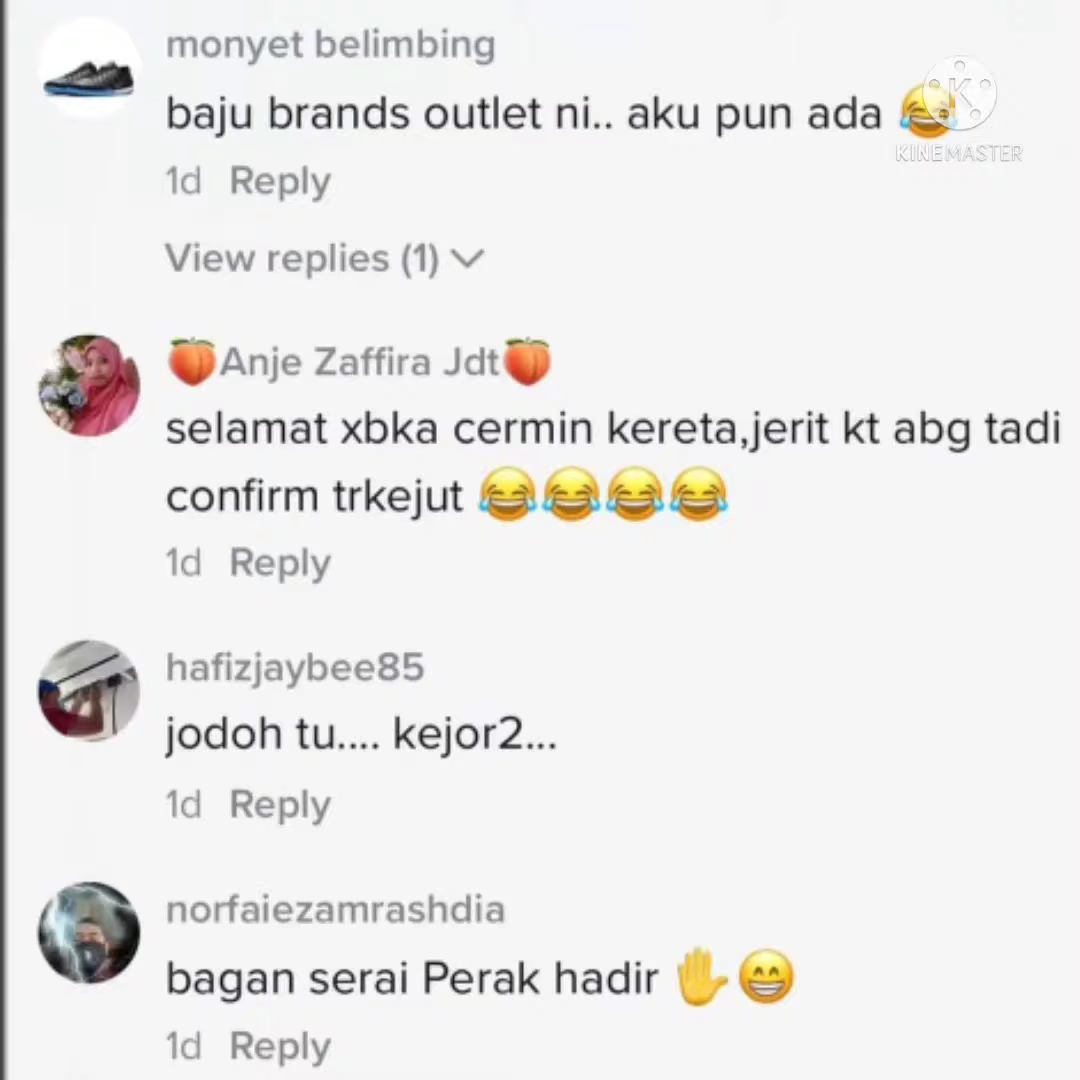 monyet belimbing
baju brands outlet ni.. aku pun ada 😂
KINEMASTER
1d Reply
View replies (1)
🍑Anje Zaffira Jdt🍑
selamat xbka cermin kereta,jerit kt abg tadi
confirm trkejut 😂😂😂😂
1d Reply
hafizjaybee85
jodoh tu.... kejor2...
1d Reply
norfaiezamrashdia
bagan serai Perak hadir ✋😁
1d Reply